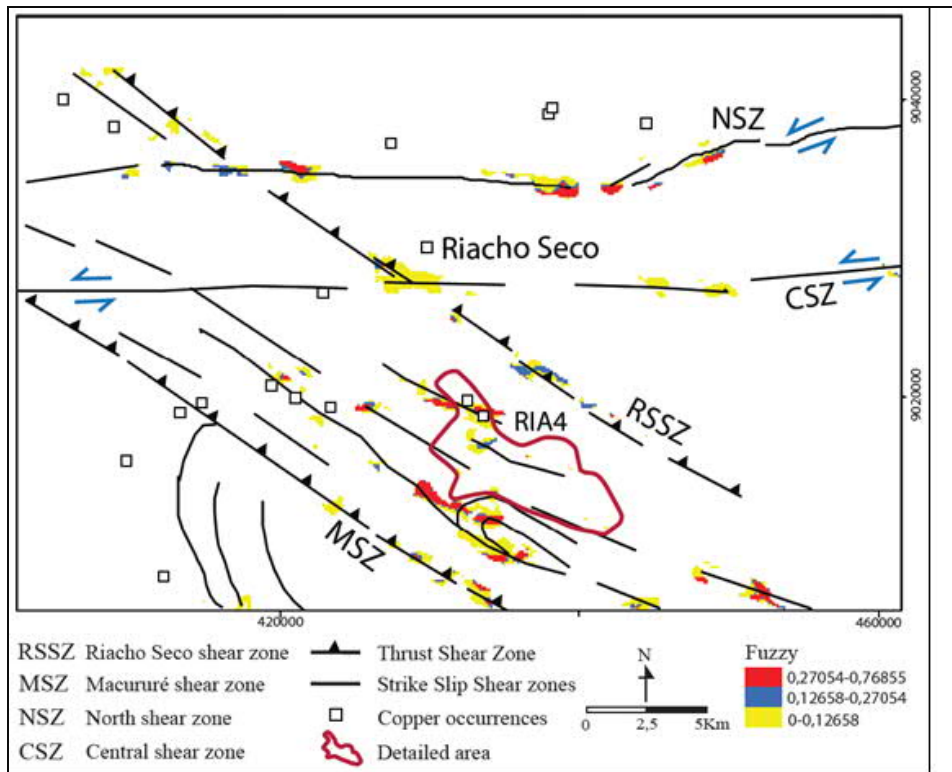 NSZ
9040000
Riacho Seco
CSZ
RIA4
RSSZ
9020000
MSZ
420000
460000
RSSZ Riacho Seco shear zone
MSZ Macururé shear zone
NSZ North shear zone
CSZ Central shear zone
Thrust Shear Zone
Strike Slip Shear zones
Copper occurrences
Detailed area
N
0 2,5 5Km
Fuzzy
0,27054-0,76855
0,12658-0,27054
0-0,12658